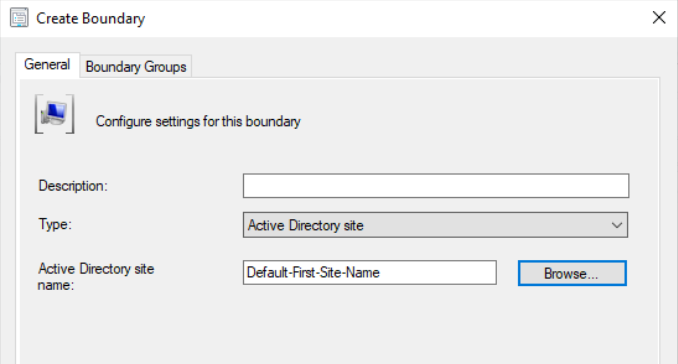 Create Boundary
General
Boundary Groups
Configure settings for this boundary
Description:
Type:
Active Directory site
Active Directory site
name:
Default-First-Site-Name
Browse...